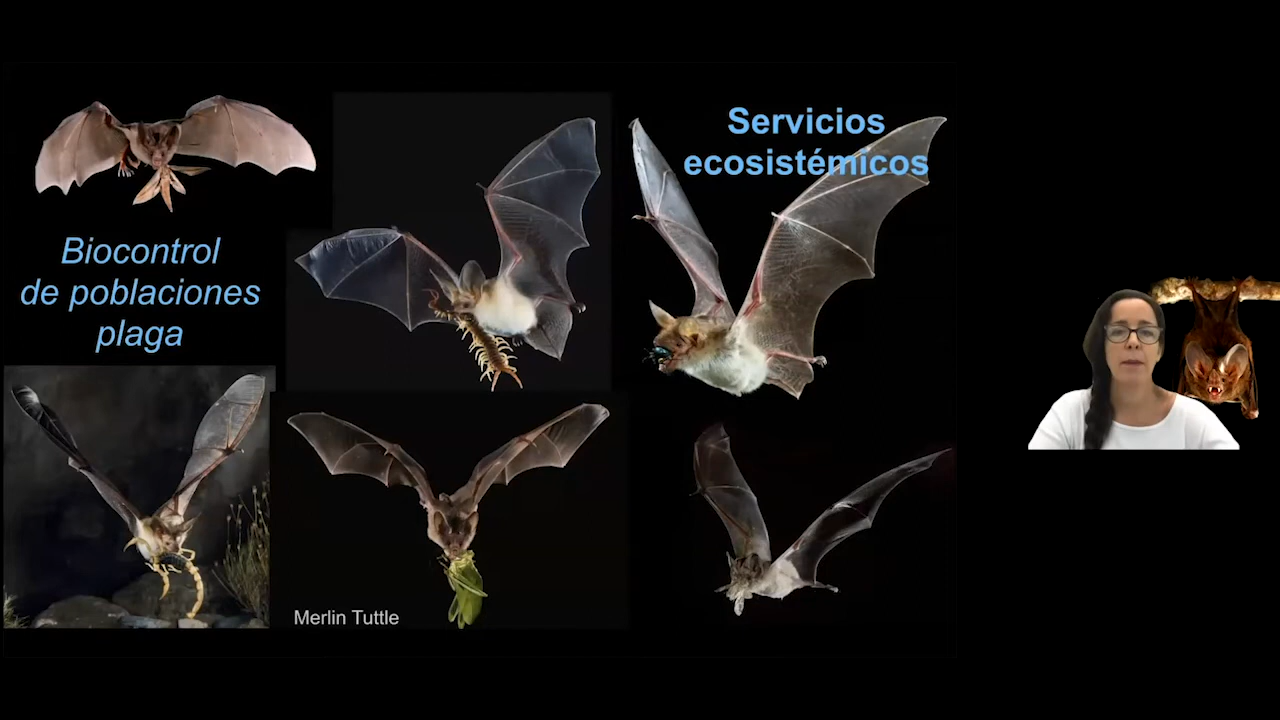 Servicios
ecosistémicos
Biocontrol
de poblaciones
plaga
Merlin Tuttle